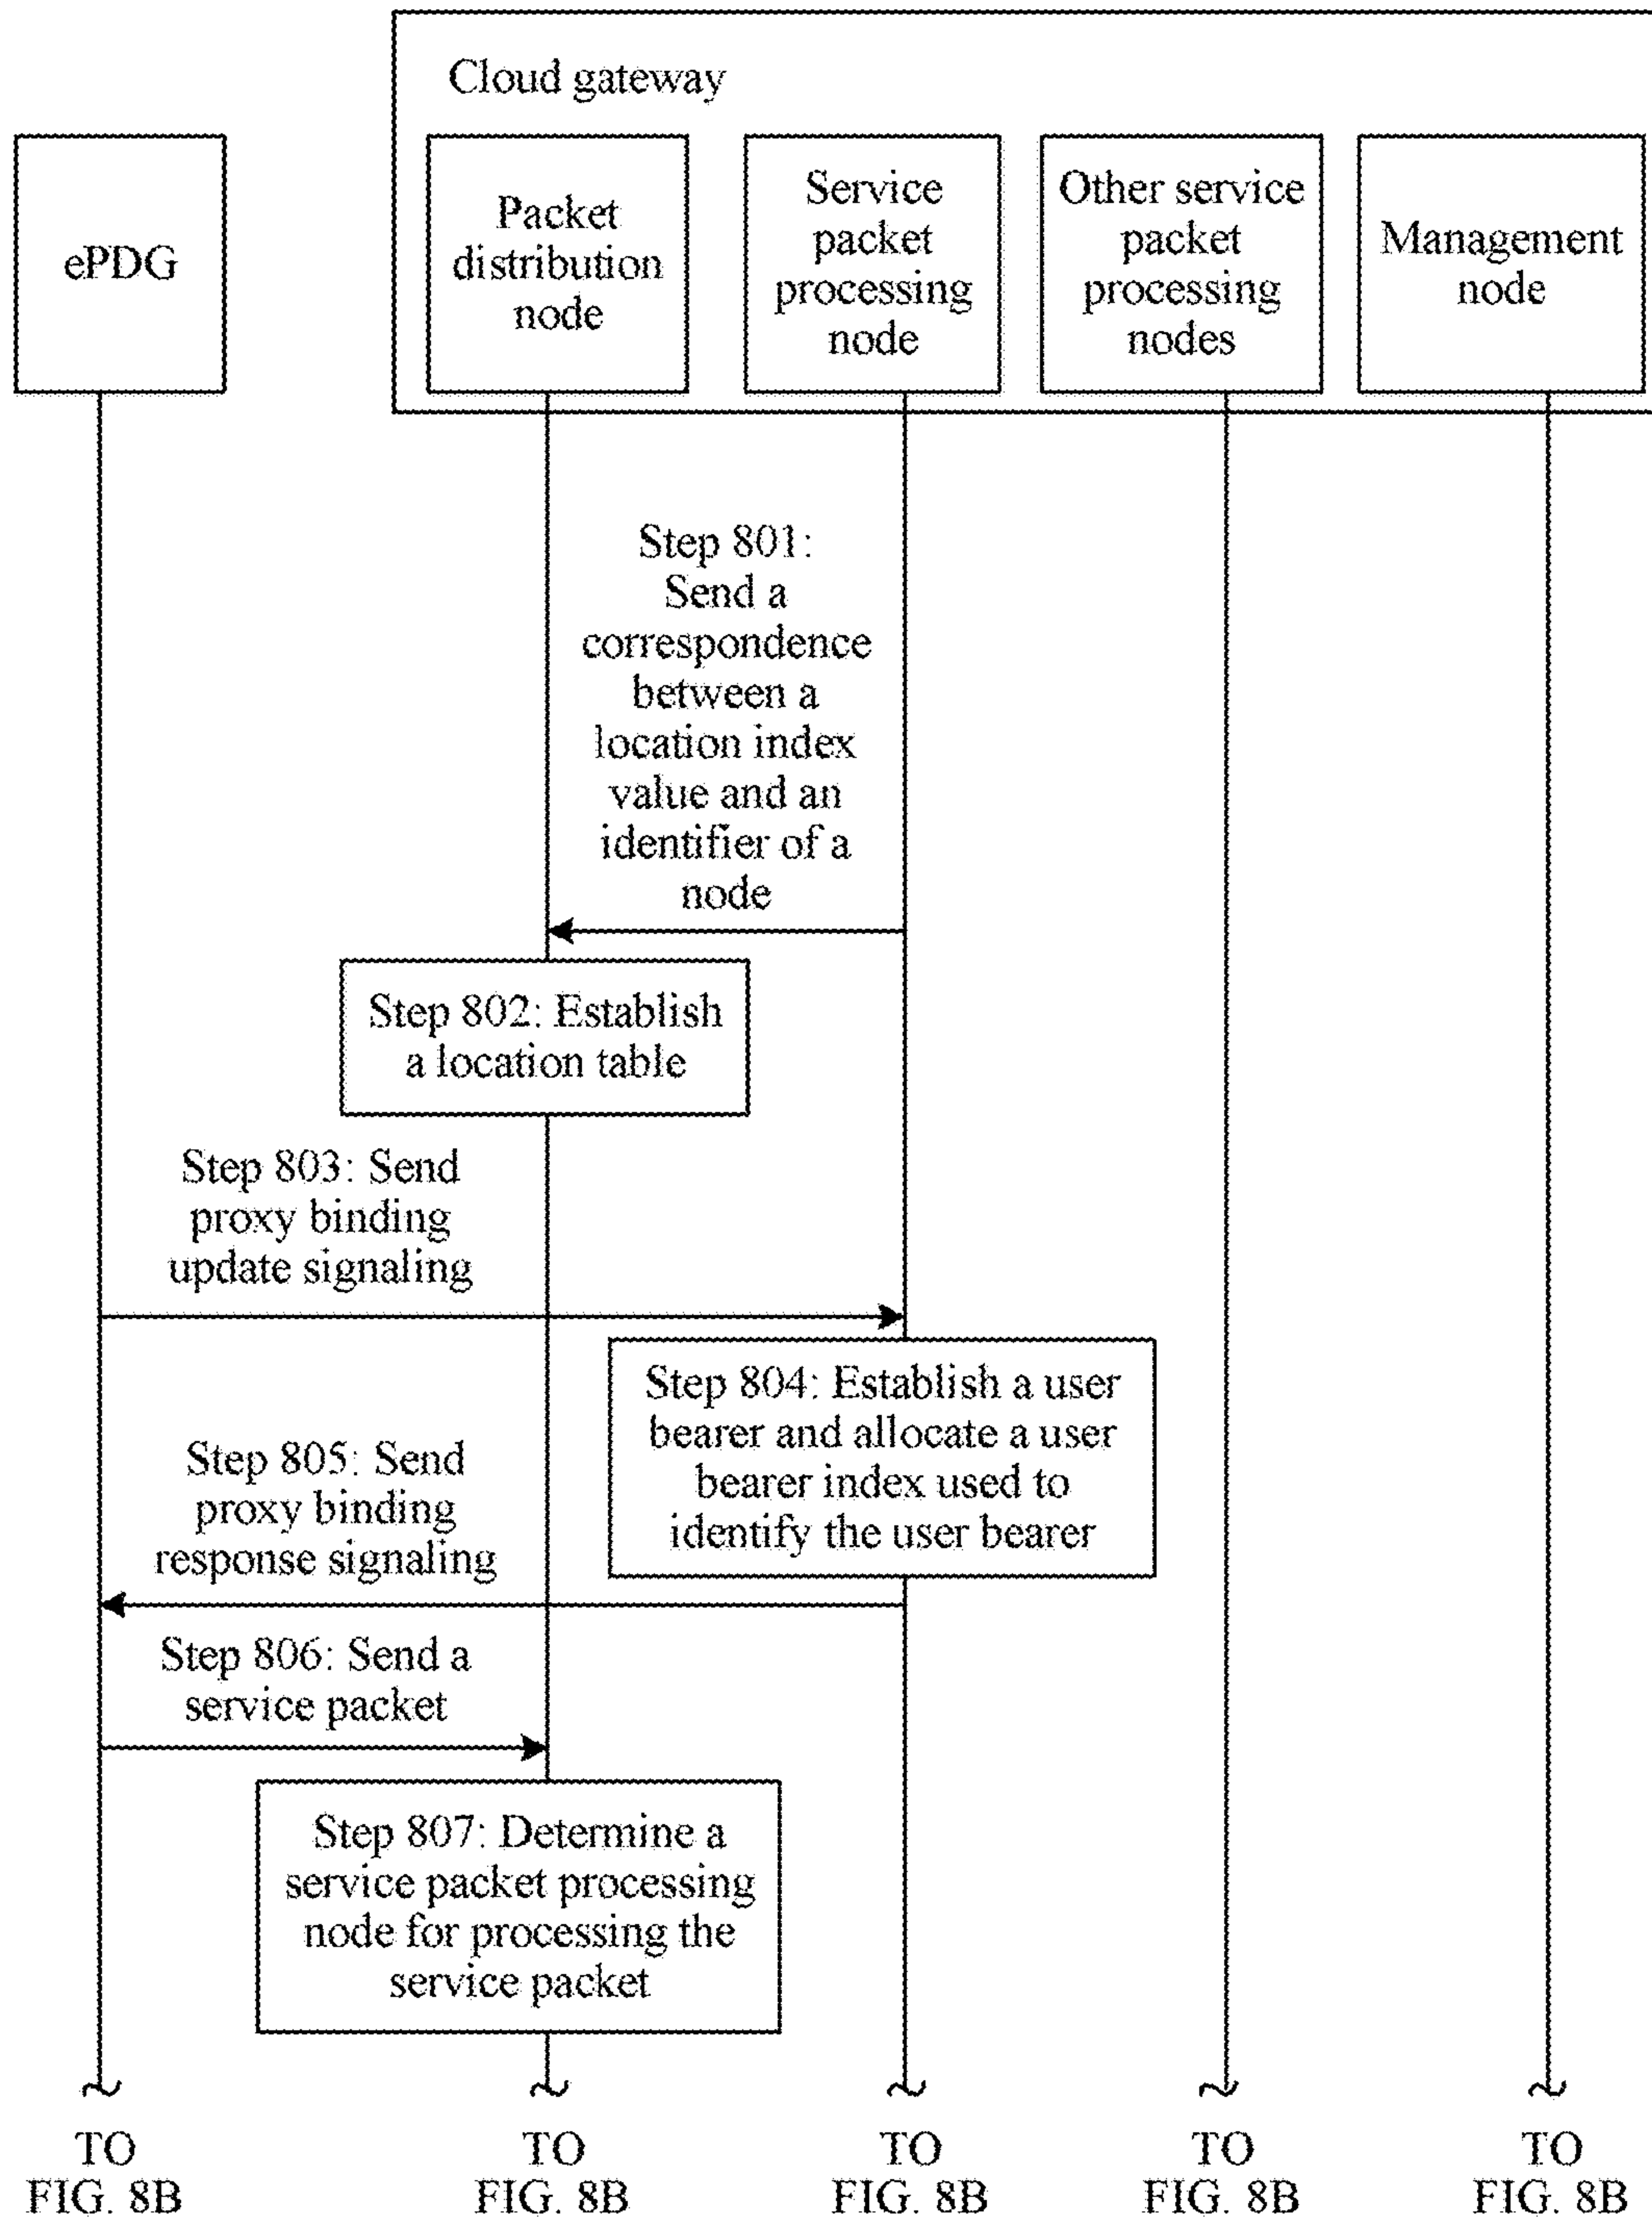 Cloud gateway
ePDG
Packet
distribution
node
Service
packet
processing
node
Other service
packet
processing
nodes
Management
node
Step 801:
Send a
correspondence
between a
location index
value and an
identifier of a
node
Step 802: Establish
a location table
Step 803: Send
proxy binding
update signaling
Step 804: Establish a user
bearer and allocate a user
bearer index used to
identify the user bearer
Step 805: Send
proxy binding
response signaling
Step 806: Send a
service packet
Step 807: Determine a
service packet processing
node for processing the
service packet
TO
FIG. 8B
TO
FIG. 8B
TO
FIG. 8B
TO
FIG. 8B
TO
FIG. 8B